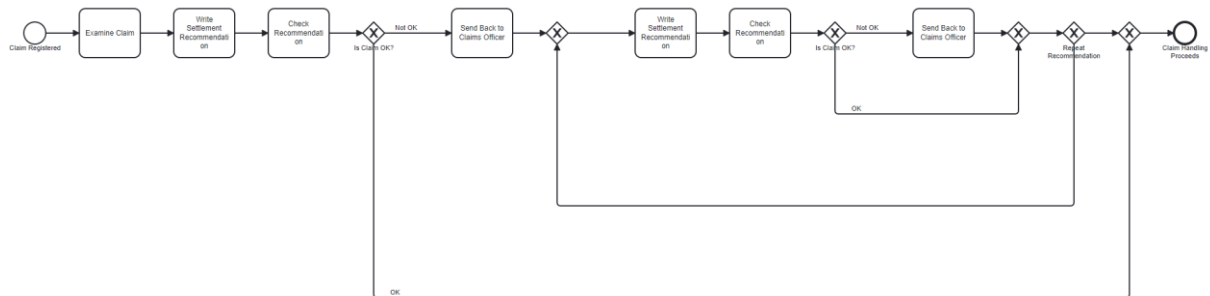 Claim Registered
Examine Claim
Write
Settlement
Recommendati
on
Check
Recommendati
on
Is Claim OK?
Not OK
Send Back to
Claims Officer
Write
Settlement
Recommendati
on
Check
Recommendati
on
Is Claim OK?
Not OK
Send Back to
Claims Officer
Repeat
Recommendation
Claim Handling
Proceeds
OK
OK